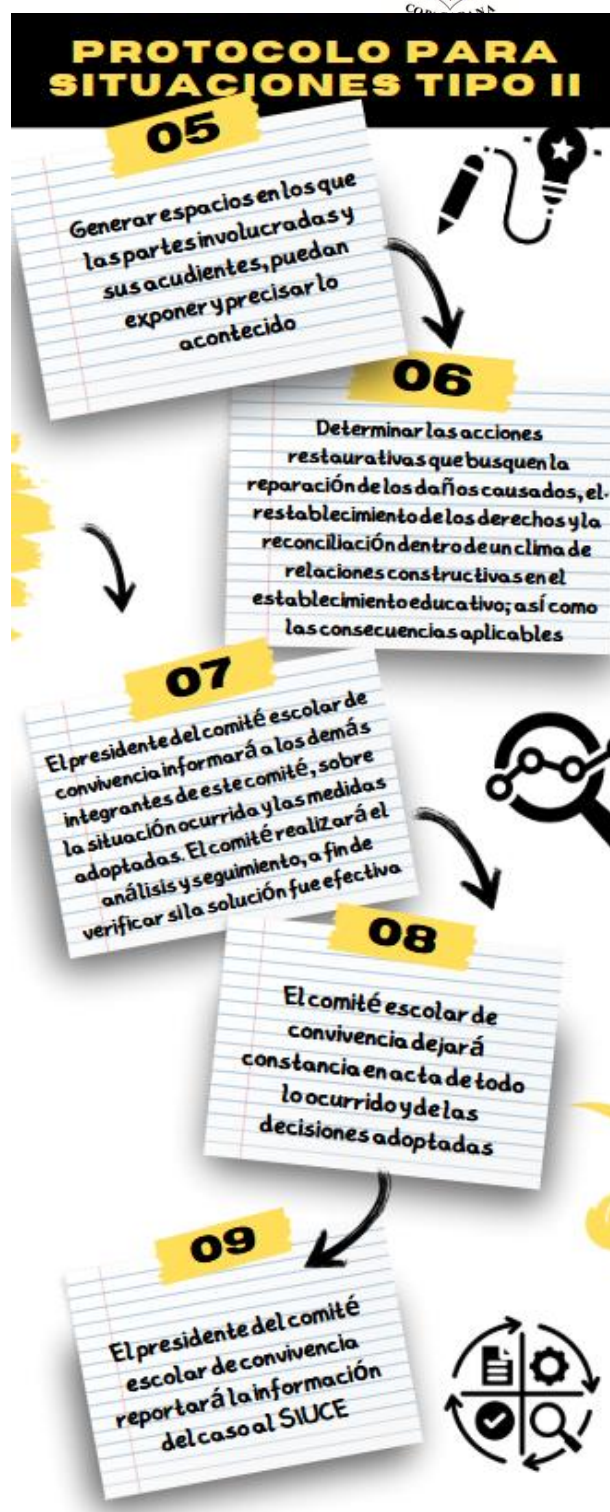 PROTOCOLO PARA
SITUACIONES TIPO II
05
Generar espacios en los que
las partes involucradas y
sus acudientes, puedan
exponer y precisar lo
acontecido
06
Determinar las acciones
restaurativas que busquen la
reparación de los daños causados, el
restablecimiento de los derechos y la
reconciliación dentro de un clima de
relaciones constructivas en el
establecimiento educativo; así como
las consecuencias aplicables
07
El presidente del comité escolar de
convivencia informará a los demás
integrantes de este comité, sobre
la situación ocurrida y las medidas
adoptadas. El comité realizará el
análisis y seguimiento, a fin de
verificar si la solución fue efectiva
08
El comité escolar de
convivencia dejará
constancia en acta de todo
lo ocurrido y de las
decisiones adoptadas
09
El presidente del comité
escolar de convivencia
reportará la información
del caso al SIUCE